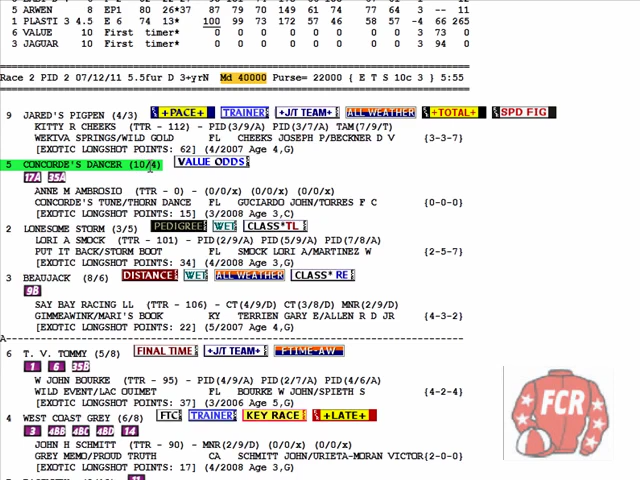 5 ARWEN 8 EP1 80 26*37 87 79 70 149 61 74 77 64 3 -- 11
1 PLASTI 3 4.5 E 6 74 13* 100 99 73 172 57 46 58 57 -4 66 265
6 VALUE 10 First timer* 0 0 0 0 0 0 0 0 3 73 0
3 JAGUAR 10 First timer* 0 0 0 0 0 0 0 0 3 94 0
Race 2 PID 2 07/12/11 5.5fur D 3+yrN Md 40000 Purse= 22000 { E T S 10c 3 } 5:55
9 JARED'S PIGPEN (4/3) +PACE+ TRAINER +J/T TEAM+ ALL WEATHER +TOTAL+ SPD FIG
KITTY R CHEEKS (TTR - 112) - PID(3/9/A) PID(3/7/A) TAM(7/9/T)
WEKIVA SPRINGS/WILD GOLD FL CHEEKS JOSEPH P/BECKNER D V {3-3-7}
[EXOTIC LONGSHOT POINTS: 62] (4/2007 Age 4,G)
5 CONCORDE'S DANCER (10/4) VALUE ODDS
17A 35A
ANNE M AMBROSIO (TTR - 0) - (0/0/x) (0/0/x) (0/0/x)
CONCORDE'S TUNE/THORN DANCE FL GUCIARDO JOHN/TORRES F C {0-0-0}
[EXOTIC LONGSHOT POINTS: 15] (3/2008 Age 3,C)
2 LONESOME STORM (3/5) PEDIGREE WET CLASS*TL
LORI A SMOCK (TTR - 101) - PID(2/9/A) PID(5/9/A) PID(7/8/A)
PUT IT BACK/STORM BOOT FL SMOCK LORI A/MARTINEZ W {2-5-7}
[EXOTIC LONGSHOT POINTS: 34] (3/2007 Age 4,G)
3 BEAUJACK (8/6) DISTANCE WET ALL WEATHER CLASS* RE
9B
SAY BAY RACING LL (TTR - 106) - CT(4/9/D) CT(3/8/D) MNR(2/9/D)
GIMMEAWINK/MARI'S BOOK KY TERRIEN GARY E/ALLEN R D JR {4-3-2}
[EXOTIC LONGSHOT POINTS: 22] (5/2007 Age 4,G)
A
6 T. V. TOMMY (5/8) FINAL TIME +J/T TEAM+ FTIME-AW
1 6 35B
W JOHN BOURKE (TTR - 95) - PID(4/9/A) PID(2/7/A) PID(4/6/A)
WILD EVENT/LAC OUIMET FL BOURKE W JOHN/SPIETH S {4-2-4}
[EXOTIC LONGSHOT POINTS: 37] (3/2006 Age 5,G)
4 WEST COAST GREY (6/8) FTC TRAINER KEY RACE +LATE+
3 4BB 4BC 4BD 14
JOHN H SCHMITT (TTR - 90) - MNR(2/9/D) (0/0/x) (0/0/x)
GREY MEMO/PROUD TRUTH CA SCHMITT JOHN/URIETA-MORAN VICTOR{2-0-0}
[EXOTIC LONGSHOT POINTS: 17] (4/2008 Age 3,G)
FCR